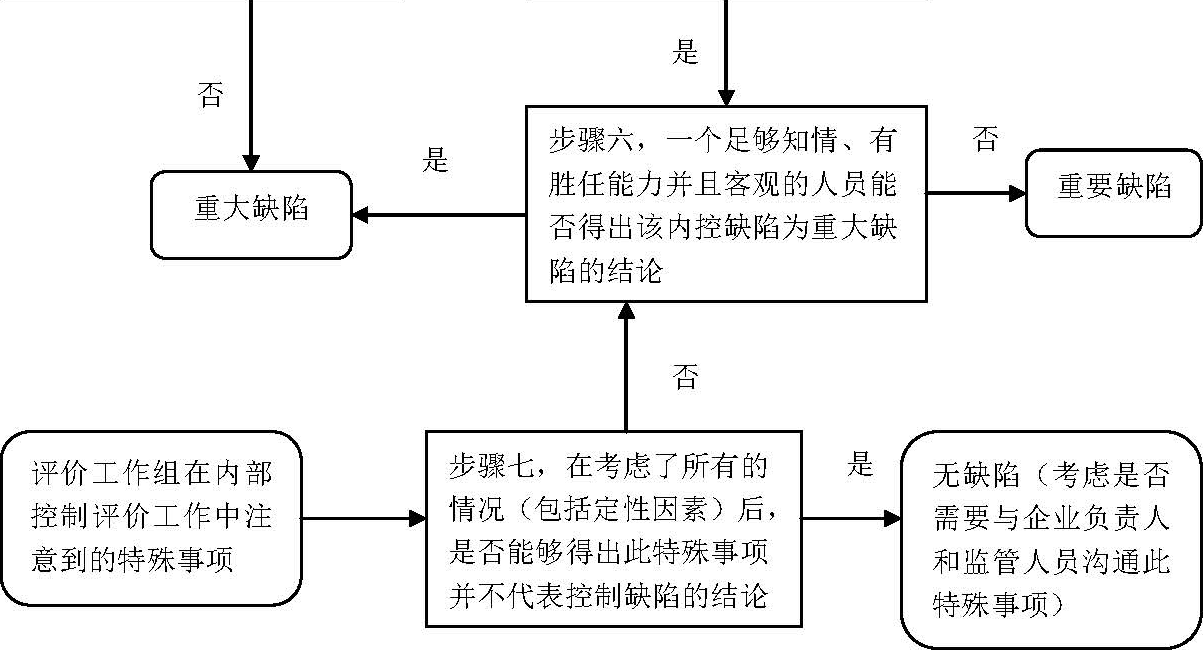 是
否
步骤六，一个足够知情、有
胜任能力并且客观的人员能
否得出该内控缺陷为重大缺
陷的结论
是
否
重大缺陷
重要缺陷
否
评价工作组在内部
控制评价工作中注
意到的特殊事项
步骤七，在考虑了所有的
情况（包括定性因素）后，
是否能够得出此特殊事项
并不代表控制缺陷的结论
是
无缺陷（考虑是否
需要与企业负责人
和监管人员沟通此
特殊事项）